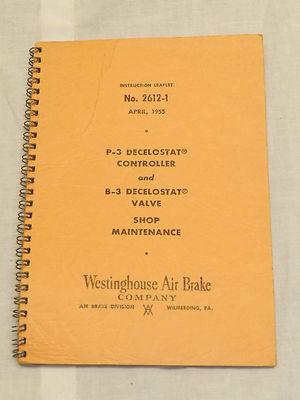 INSTRUCTION LEAFLET
No. 2612-1
APRIL, 1955
P-3 DECELOSTAT®
CONTROLLER
and
B-3 DECELOSTAT®
VALVE
SHOP
MAINTENANCE
Westinghouse Air Brake
COMPANY
AIR BRAKE DIVISION WILMERDING, PA.